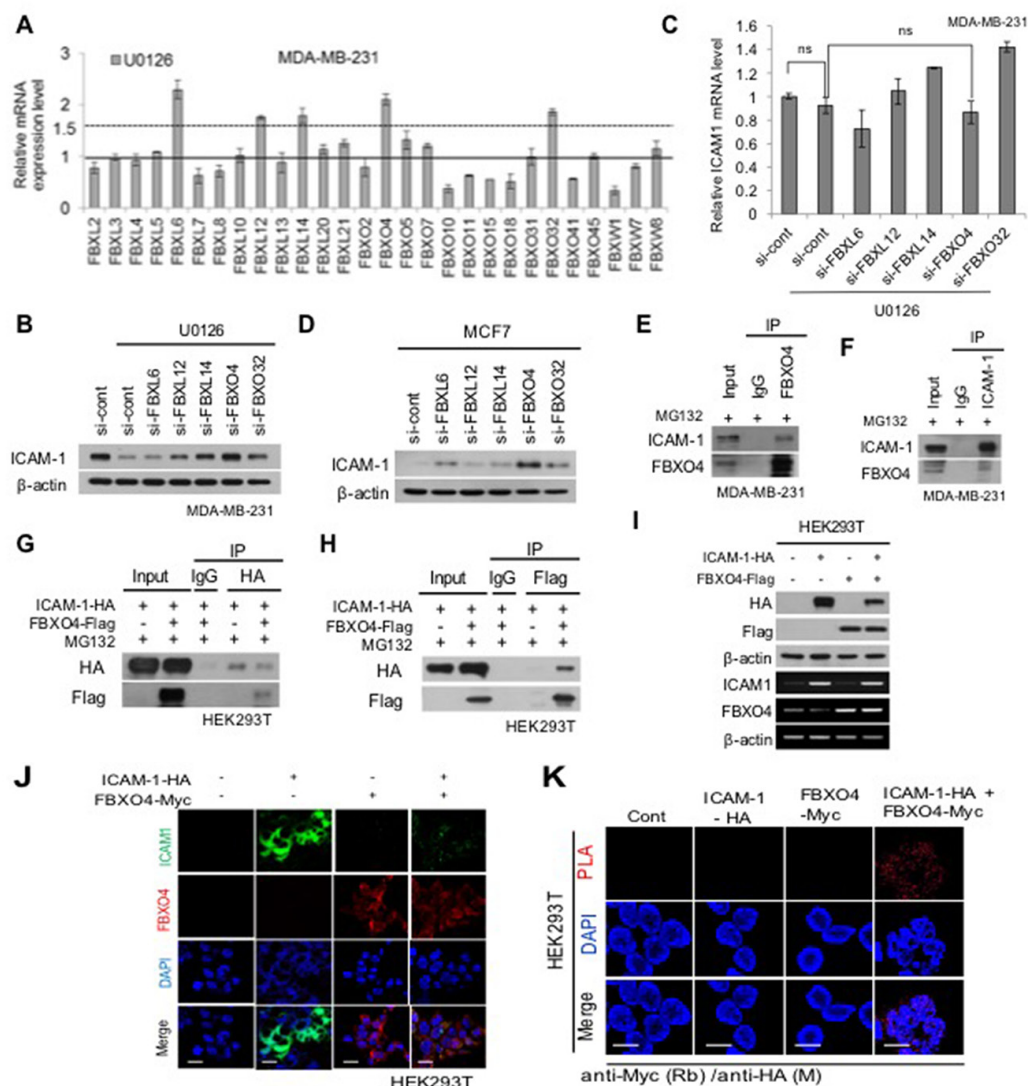 A
U0126
MDA-MB-231
Relative mRNA
expression level
3
2
1.5
1
0
FBXL2
FBXL3
FBXL4
FBXL5
FBXL6
FBXL7
FBXL8
FBXL10
FBXL12
FBXL13
FBXL14
FBXL20
FBXL21
FBXO2
FBXO4
FBXO5
FBXO7
FBXO10
FBXO11
FBXO15
FBXO18
FBXO31
FBXO32
FBXO41
FBXO45
FBXW1
FBXW7
FBXW8
C
MDA-MB-231
Relative ICAM1 mRNA level
1.6
1.4
1.2
1
0.8
0.6
0.4
0.2
0
ns
ns
si-cont
si-cont
si-FBXL6
si-FBXL12
si-FBXL14
si-FBXO4
si-FBXO32
U0126
B
U0126
si-cont
si-cont
si-FBXL6
si-FBXL12
si-FBXL14
si-FBXO4
si-FBXO32
ICAM-1
β-actin
MDA-MB-231
D
MCF7
si-cont
si-FBXL6
si-FBXL12
si-FBXL14
si-FBXO4
si-FBXO32
ICAM-1
β-actin
E
IP
Input
IgG
FBXO4
MG132 + + +
ICAM-1
FBXO4
MDA-MB-231
F
IP
Input
IgG
ICAM-1
MG132 + + +
ICAM-1
FBXO4
MDA-MB-231
G
IP
Input IgG HA
ICAM-1-HA + + + + +
FBXO4-Flag - + + - +
MG132 + + + + +
HA
Flag
HEK293T
H
IP
Input IgG Flag
ICAM-1-HA + + + + +
FBXO4-Flag - + + - +
MG132 + + + + +
HA
Flag
HEK293T
I
HEK293T
ICAM-1-HA - + - +
FBXO4-Flag - - + +
HA
Flag
β-actin
ICAM1
FBXO4
β-actin
J
ICAM-1-HA - + - +
FBXO4-Myc - - + +
ICAM1
FBXO4
DAPI
Merge
HEK293T
K
Cont
ICAM-1
- HA
FBXO4
-Myc
ICAM-1-HA +
FBXO4-Myc
HEK293T
PLA
DAPI
Merge
anti-Myc (Rb) /anti-HA (M)